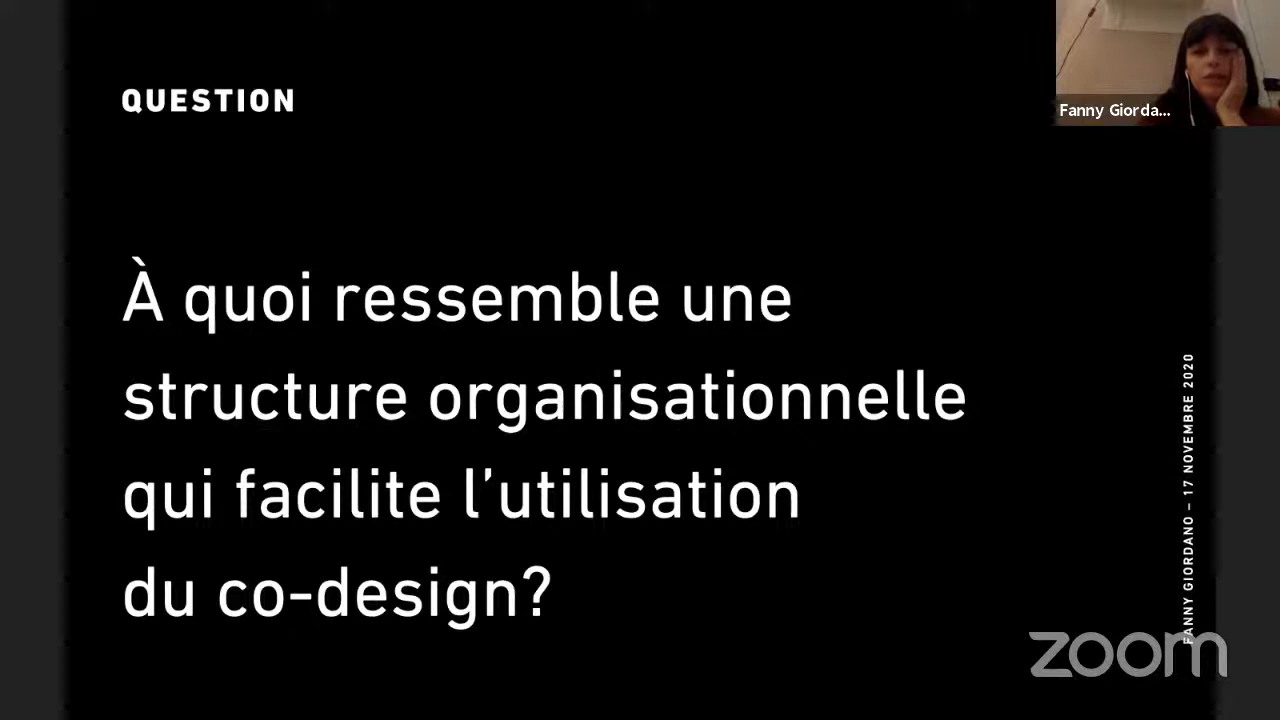 QUESTION
Fanny Giorda...
À quoi ressemble une
structure organisationnelle
qui facilite l’utilisation
du co-design?
FANNY GIORDANO – 17 NOVEMBRE 2020
zoom